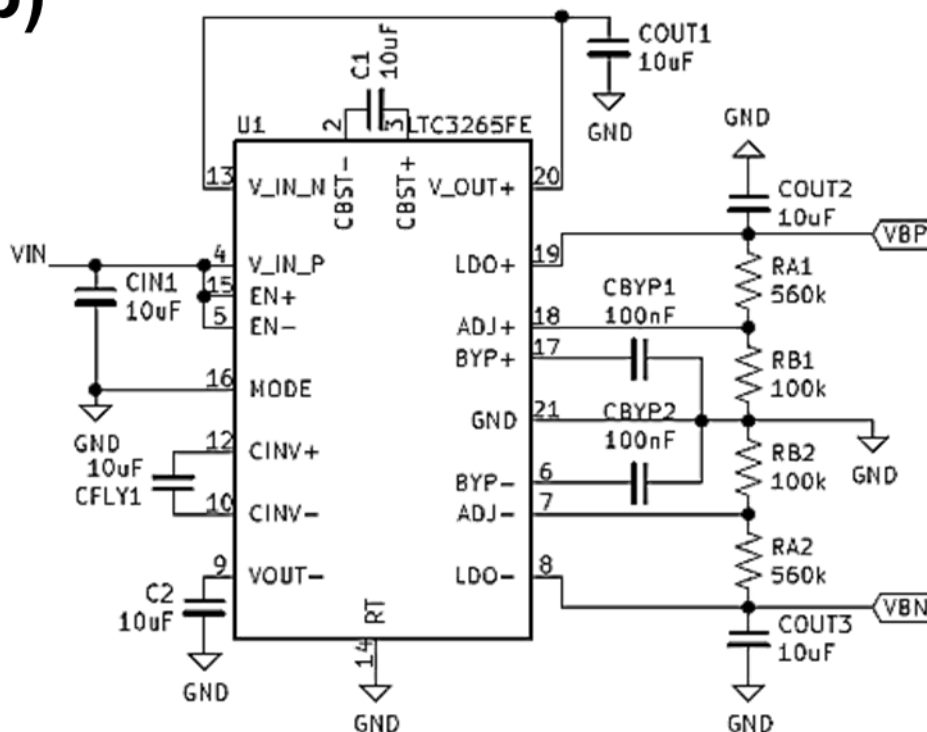 COUT1
10uF
GND
C1
10uF
U1
2
3
LTC3265FE
GND
13
V_IN_N
CBST-
CBST+
V_OUT+
20
COUT2
10uF
VIN
4
V_IN_P
LDO+
19
VBP
CIN1
10uF
15
EN+
5
EN-
CBYP1
100nF
RA1
560k
ADJ+
18
BYP+
17
16
MODE
RB1
100k
GND
21
CBYP2
100nF
GND
GND
12
CINV+
10uF
CFLY1
10
CINV-
BYP-
6
ADJ-
7
RB2
100k
9
VOUT-
LDO-
8
RA2
560k
C2
10uF
RT
14
VBN
COUT3
10uF
GND
GND
GND